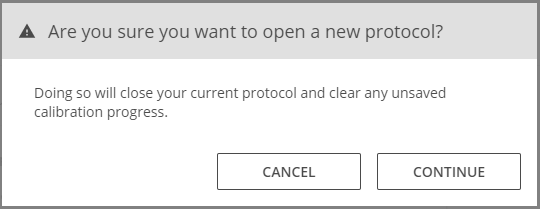 Are you sure you want to open a new protocol?
Doing so will close your current protocol and clear any unsaved
calibration progress.
CANCEL
CONTINUE